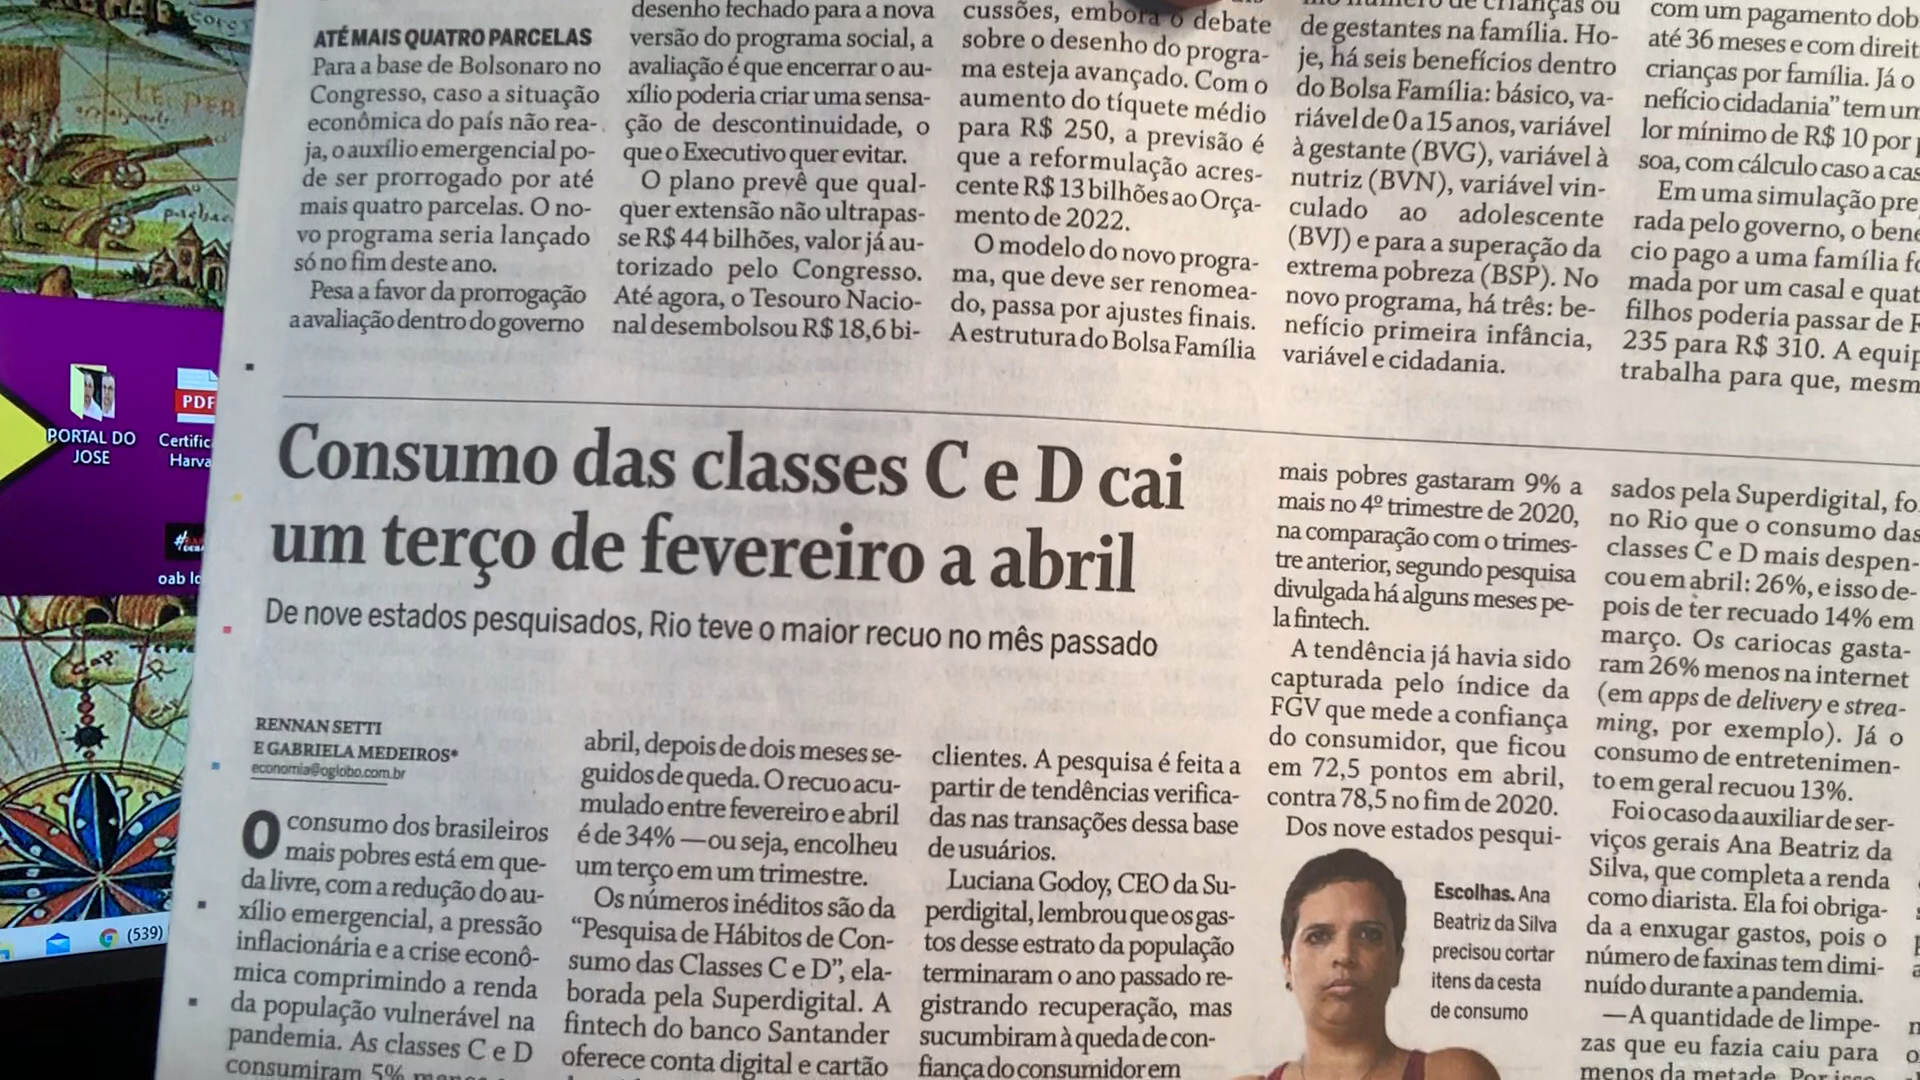 ATÉ MAIS QUATRO PARCELAS
Para a base de Bolsonaro no
Congresso, caso a situação
econômica do país não rea-
ja, o auxílio emergencial po-
de ser prorrogado por até
mais quatro parcelas. O no-
vo programa seria lançado
só no fim deste ano.
Pesa a favor da prorrogação
a avaliação dentro do governo
desenho fechado para a nova
versão do programa social, a
avaliação é que encerrar o au-
xílio poderia criar uma sensa-
ção de descontinuidade, o
que o Executivo quer evitar.
O plano prevê que qual-
quer extensão não ultrapas-
se R$ 44 bilhões, valor já au-
torizado pelo Congresso.
Até agora, o Tesouro Nacio-
nal desembolsou R$ 18,6 bi-
cussões, embora o debate
sobre o desenho do progra-
ma esteja avançado. Com o
aumento do tíquete médio
para R$ 250, a previsão é
que a reformulação acres-
cente R$ 13 bilhões ao Orça-
mento de 2022.
O modelo do novo progra-
ma, que deve ser renomea-
do, passa por ajustes finais.
A estrutura do Bolsa Família
de crianças ou
de gestantes na família. Ho-
je, há seis benefícios dentro
do Bolsa Família: básico, va-
riável de 0 a 15 anos, variável
à gestante (BVG), variável à
nutriz (BVN), variável vin-
culado ao adolescente
(BVJ) e para a superação da
extrema pobreza (BSP). No
novo programa, há três: be-
nefício primeira infância,
variável e cidadania.
com um pagamento dob
até 36 meses e com direit
crianças por família. Já o
nefício cidadania" tem um
lor mínimo de R$ 10 por
soa, com cálculo caso a cas
Em uma simulação pre
rada pelo governo, o bene
cio pago a uma família fo
mada por um casal e quat
filhos poderia passar de R
235 para R$ 310. A equip
trabalha para que, mesm
Consumo das classes C e D cai
um terço de fevereiro a abril
De nove estados pesquisados, Rio teve o maior recuo no mês passado
RENNAN SETTI
E GABRIELA MEDEIROS*
economia@oglobo.com.br
O consumo dos brasileiros
mais pobres está em que-
da livre, com a redução do au-
xílio emergencial, a pressão
inflacionária e a crise econô-
mica comprimindo a renda
da população vulnerável na
pandemia. As classes C e D
consumiram 5%
abril, depois de dois meses se-
guidos de queda. O recuo acu-
mulado entre fevereiro e abril
é de 34% — ou seja, encolheu
um terço em um trimestre.
Os números inéditos são da
“Pesquisa de Hábitos de Con-
sumo das Classes C e D”, ela-
borada pela Superdigital. A
fintech do banco Santander
oferece conta digital e cartão
clientes. A pesquisa é feita a
partir de tendências verifica-
das nas transações dessa base
de usuários.
Luciana Godoy, CEO da Su-
perdigital, lembrou que os gas-
tos desse estrato da população
terminaram o ano passado re-
gistrando recuperação, mas
sucumbiram à queda de con-
fiança do consumidor em
mais pobres gastaram 9% a
mais no 4º trimestre de 2020,
na comparação com o trimes-
tre anterior, segundo pesquisa
divulgada há alguns meses pe-
la fintech.
A tendência já havia sido
capturada pelo índice da
FGV que mede a confiança
do consumidor, que ficou
em 72,5 pontos em abril,
contra 78,5 no fim de 2020.
Dos nove estados pesqui-
Escolhas. Ana
Beatriz da Silva
precisou cortar
itens da cesta
de consumo
sados pela Superdigital, fo
no Rio que o consumo das
classes C e D mais despen-
cou em abril: 26%, e isso de-
pois de ter recuado 14% em
março. Os cariocas gasta-
ram 26% menos na internet
(em apps de delivery e strea-
ming, por exemplo). Já o
consumo de entretenimen-
to em geral recuou 13%.
Foi o caso da auxiliar de ser-
viços gerais Ana Beatriz da
Silva, que completa a renda
como diarista. Ela foi obriga-
da a enxugar gastos, pois o
número de faxinas tem dimi-
nuído durante a pandemia.
— A quantidade de limpe-
zas que eu fazia caiu para
menos da metade. Por isso
PORTAL DO
JOSE
PDF
Certific
Harva
oab
(539)